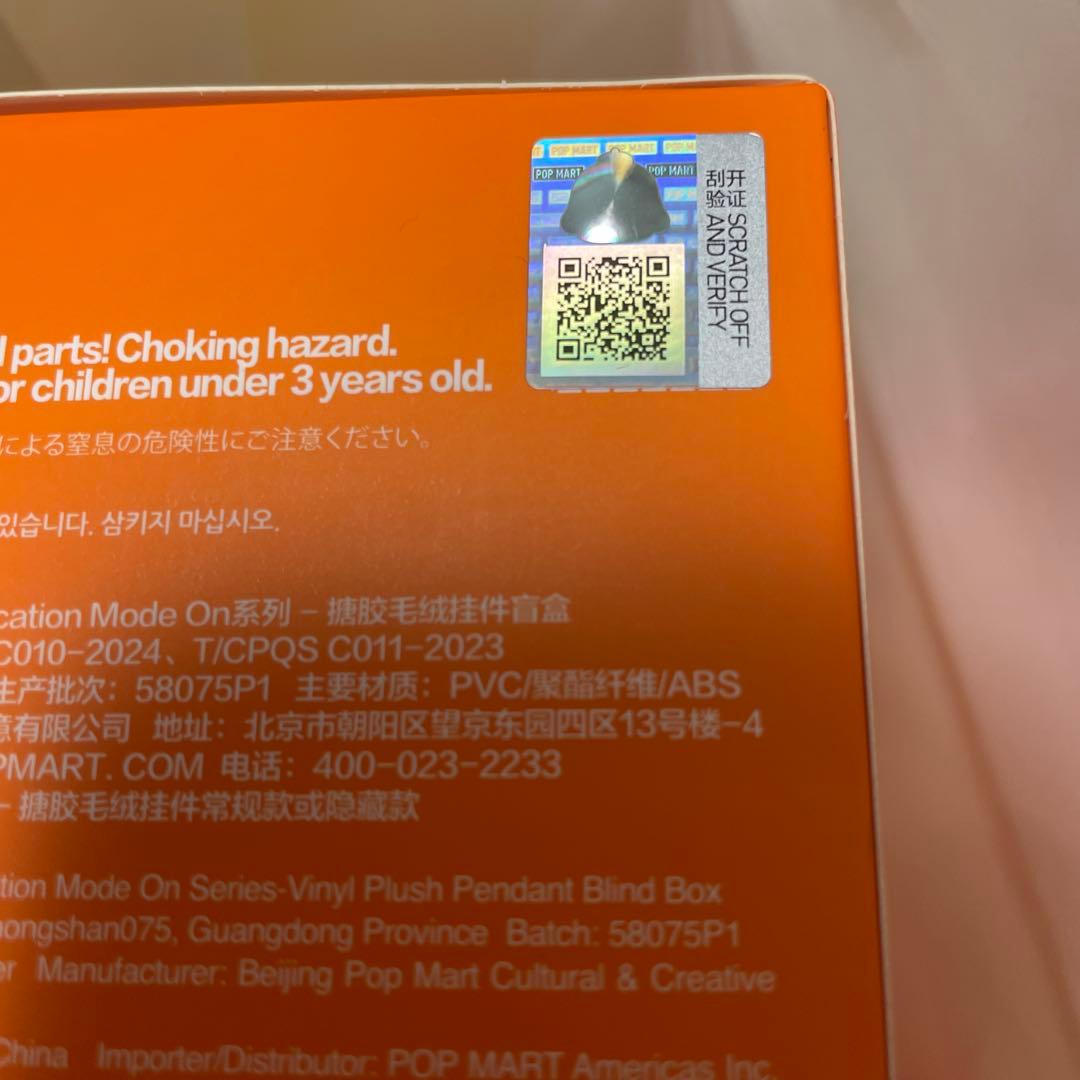 POP MART POP MART POP M
POP MART POP MART
开 证 SCRATCH OFF
刮 验 AND VERIFY
parts! Choking hazard.
or children under 3 years old.
による窒息の危険性にご注意ください。
있습니다. 삼키지 마십시오.
cation Mode On系列 – 搪胶毛绒挂件盲盒
C010-2024、T/CPQS C011-2023
生产批次：58075P1 主要材质：PVC/聚酯纤维/ABS
意有限公司 地址：北京市朝阳区望京东园四区13号楼-4
PMART. COM 电话：400-023-2233
– 搪胶毛绒挂件常规款或隐藏款
tion Mode On Series-Vinyl Plush Pendant Blind Box
ongshan075, Guangdong Province Batch: 58075P1
er Manufacturer: Beijing Pop Mart Cultural & Creative
China Importer/Distributor: POP MART Americas Inc.